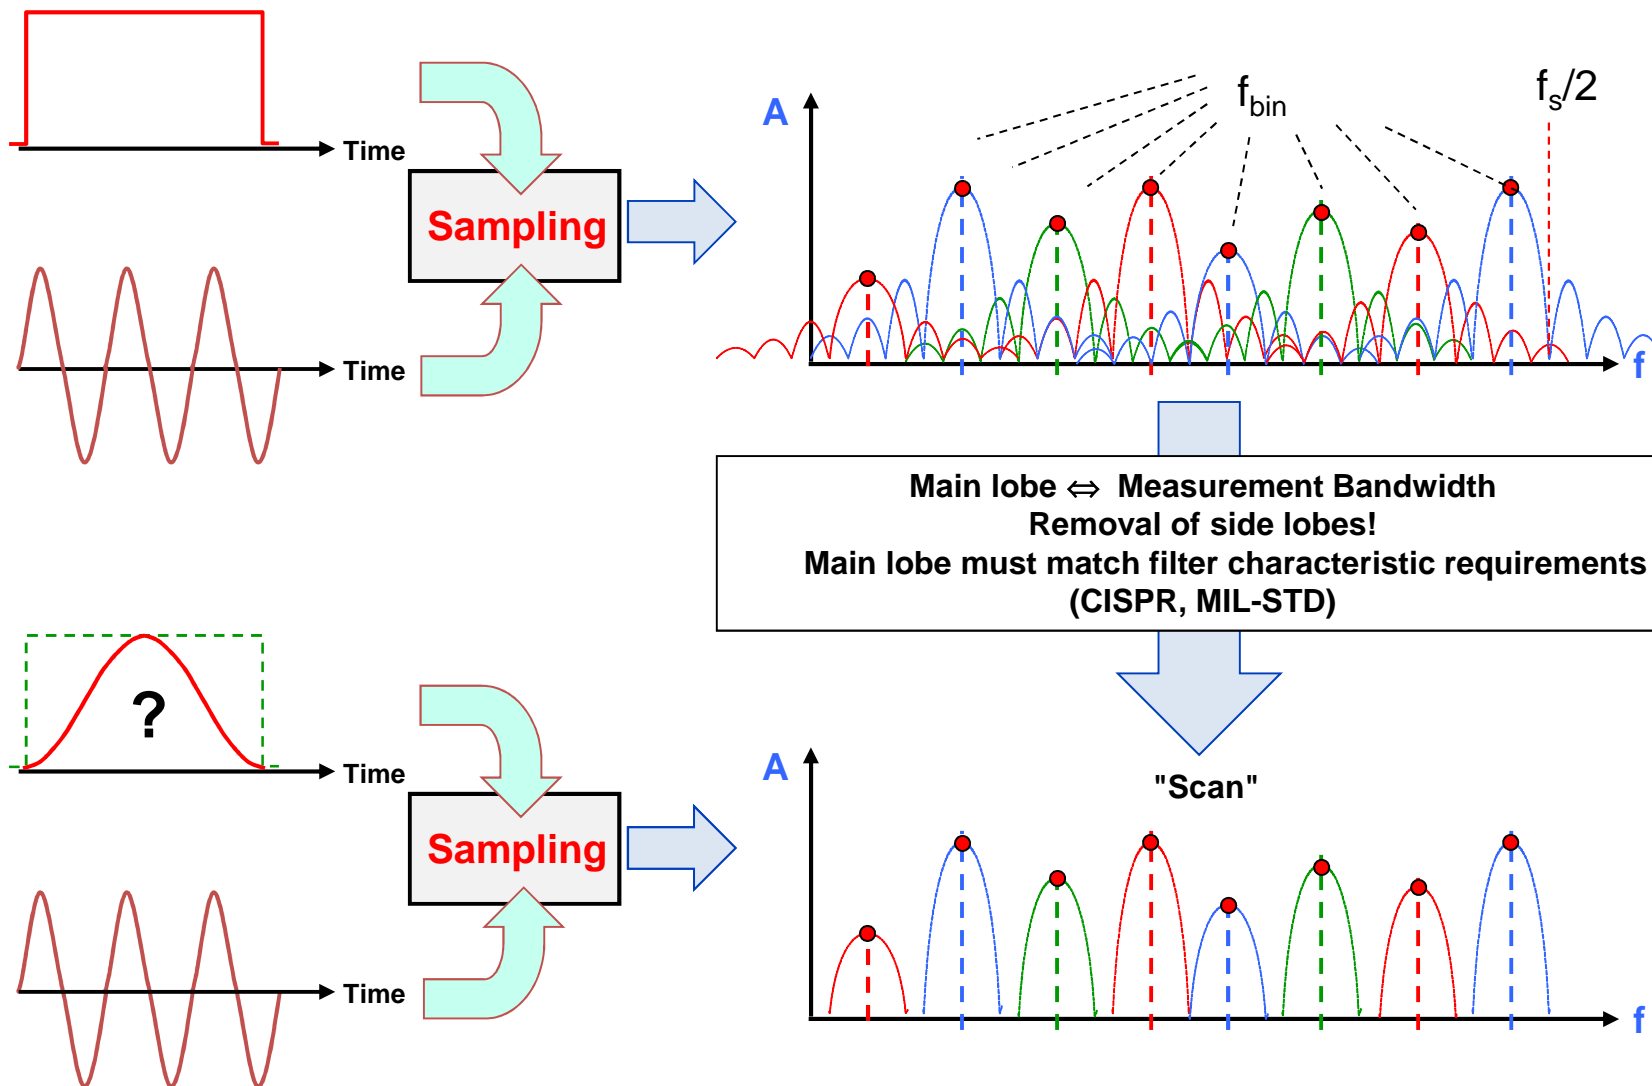 Time
Sampling
Time
A
f_bin
f_s/2
f
Main lobe ⇔ Measurement Bandwidth
Removal of side lobes!
Main lobe must match filter characteristic requirements
(CISPR, MIL-STD)
?
Time
Sampling
Time
A
"Scan"
f